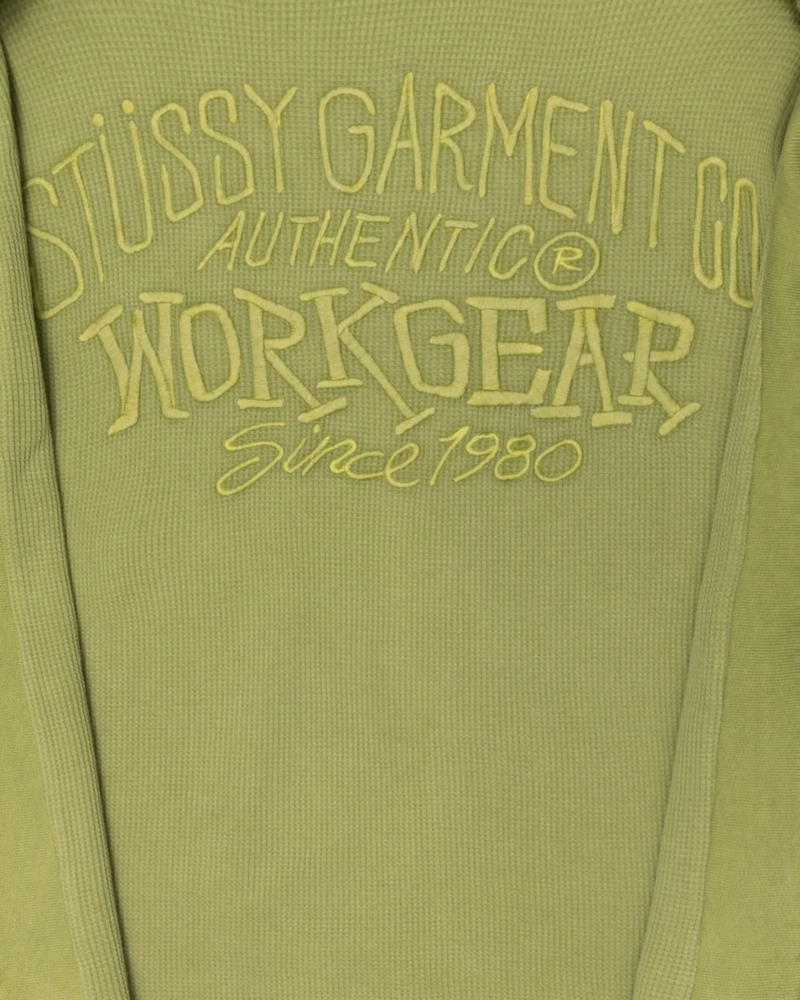 STÜSSY GARMENT CO
AUTHENTIC®
WORKGEAR
Since 1980